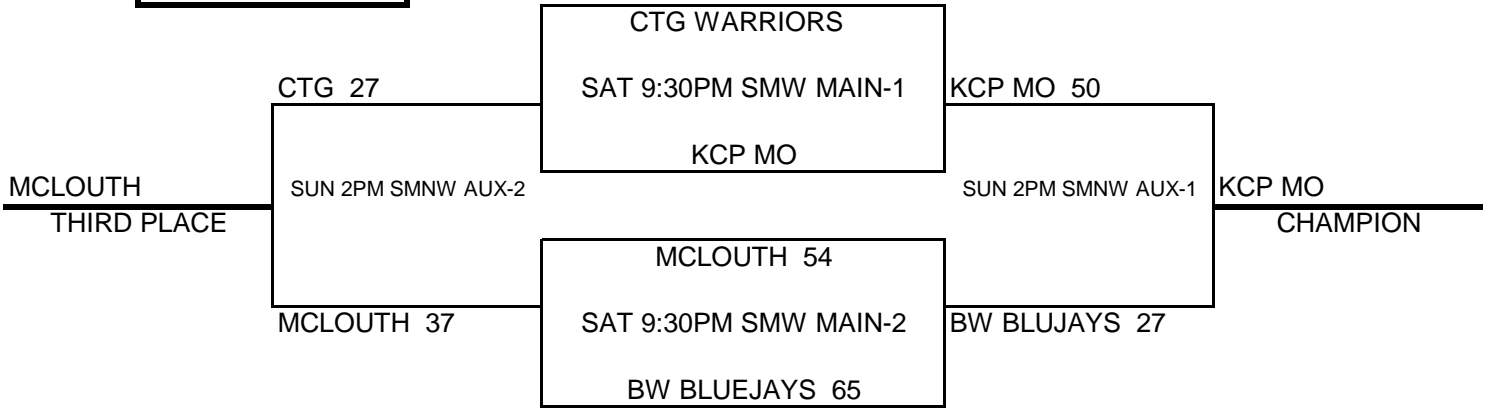 CTG WARRIORS
CTG 27
SAT 9:30PM SMW MAIN-1
KCP MO 50
KCP MO
MCLOUTH
SUN 2PM SMNW AUX-2
SUN 2PM SMNW AUX-1
KCP MO
THIRD PLACE
CHAMPION
MCLOUTH 54
MCLOUTH 37
SAT 9:30PM SMW MAIN-2
BW BLUJAYS 27
BW BLUEJAYS 65